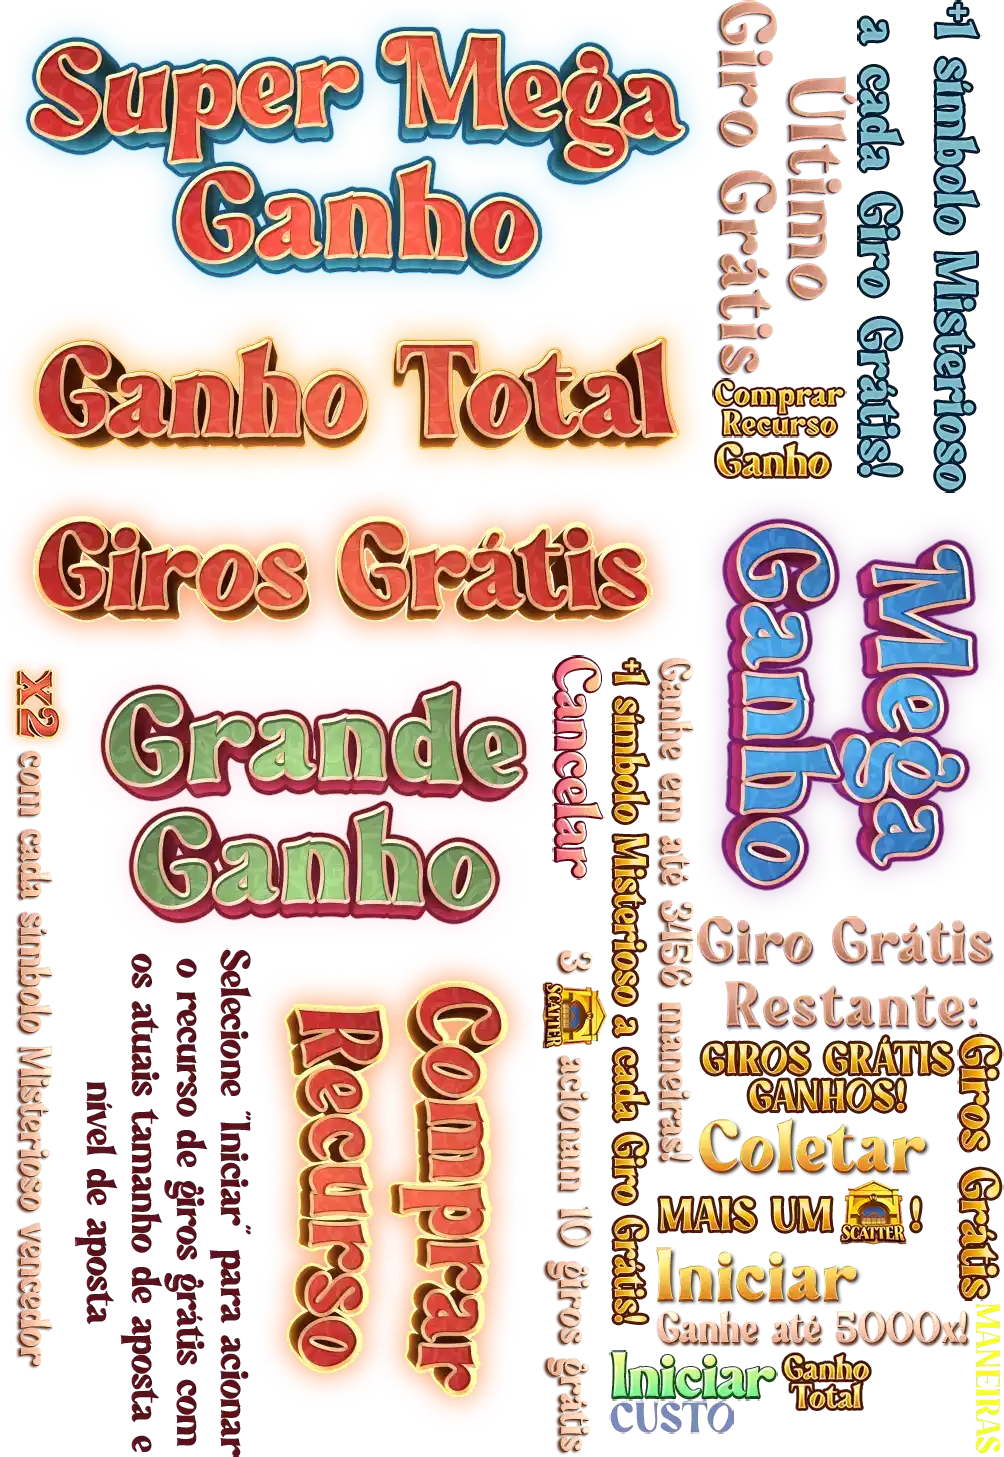 Super Mega
Ganho
Ganho Total
Giros Grátis
Último
Giro Grátis
+1 símbolo Misterioso
a cada Giro Grátis!
Comprar
Recurso
Ganho
Mega
Ganho
x2
com cada símbolo Misterioso vencedor
Grande
Ganho
Cancelar
+1 símbolo Misterioso a cada Giro Grátis!
Ganhe em até 3456 maneiras!
3 SCATTER acionam 10 giros grátis
Selecione "Iniciar" para acionar
o recurso de giros grátis com
os atuais tamanho de aposta e
nível de aposta
Comprar
Recurso
Giro Grátis
Restante:
GIROS GRÁTIS
GANHOS!
Giros Grátis
Coletar
MAIS UM SCATTER !
Iniciar
Ganhe até 5000x!
Iniciar
Ganho
Total
CUSTO
MANEIRAS